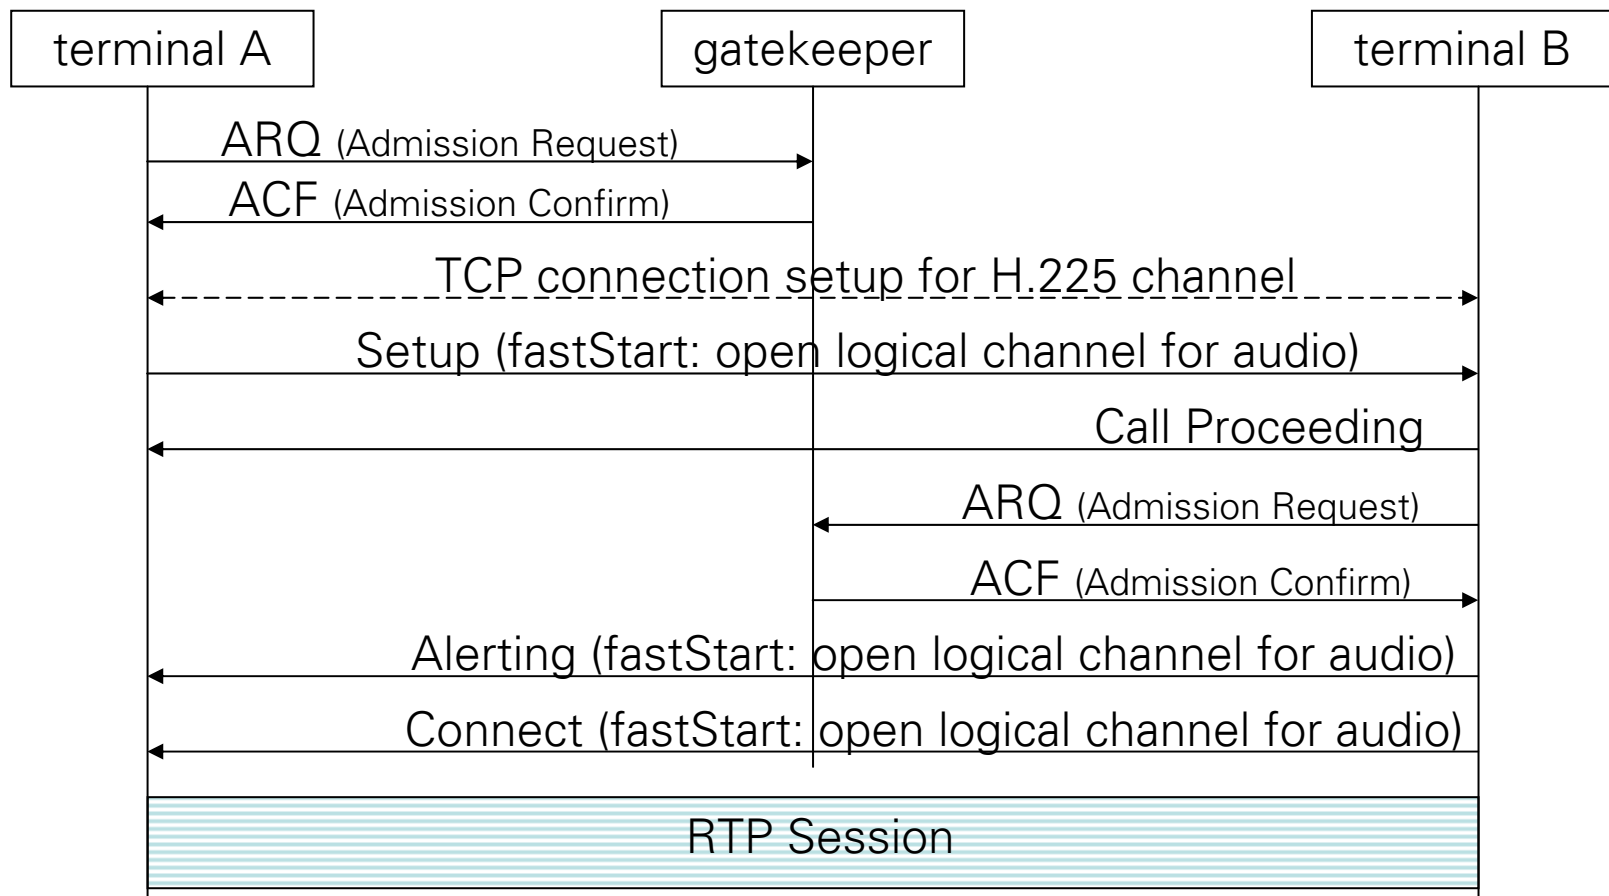 terminal A
gatekeeper
terminal B
ARQ (Admission Request)
ACF (Admission Confirm)
TCP connection setup for H.225 channel
Setup (fastStart: open logical channel for audio)
Call Proceeding
ARQ (Admission Request)
ACF (Admission Confirm)
Alerting (fastStart: open logical channel for audio)
Connect (fastStart: open logical channel for audio)
RTP Session